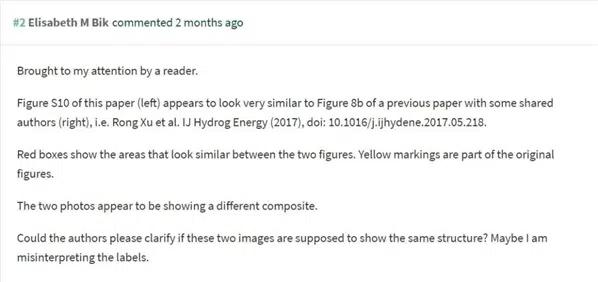 #2 Elisabeth M Bik commented 2 months ago
Brought to my attention by a reader.
Figure S10 of this paper (left) appears to look very similar to Figure 8b of a previous paper with some shared
authors (right), i.e. Rong Xu et al. IJ Hydrog Energy (2017), doi: 10.1016/j.ijhydene.2017.05.218.
Red boxes show the areas that look similar between the two figures. Yellow markings are part of the original
figures.
The two photos appear to be showing a different composite.
Could the authors please clarify if these two images are supposed to show the same structure? Maybe I am
misinterpreting the labels.